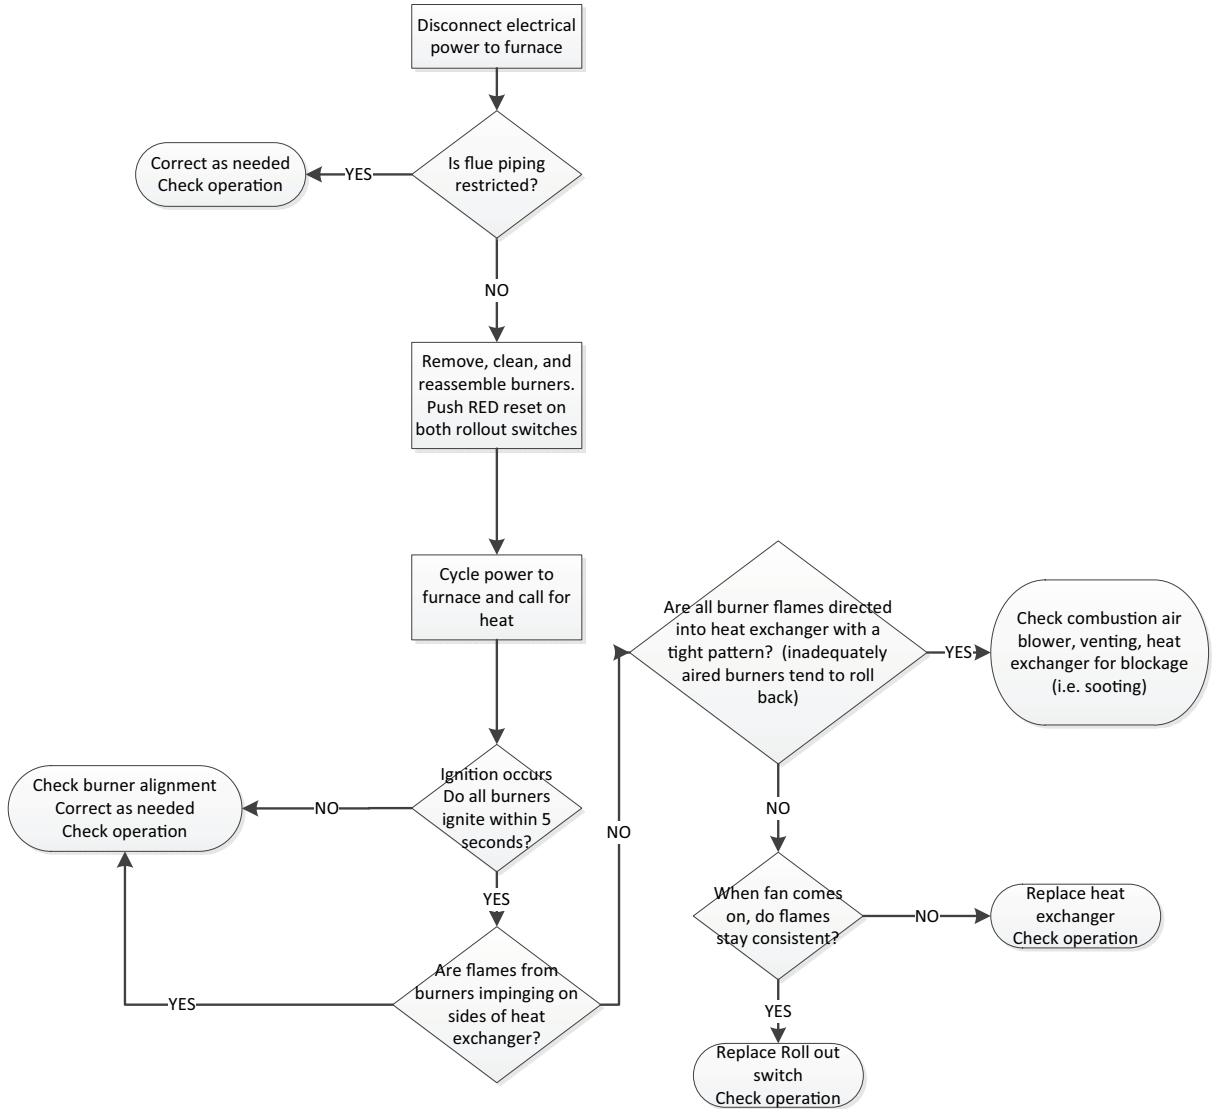 Disconnect electrical
power to furnace
Is flue piping
restricted?
YES
Correct as needed
Check operation
NO
Remove, clean, and
reassemble burners.
Push RED reset on
both rollout switches
Cycle power to
furnace and call for
heat
Ignition occurs
Do all burners
ignite within 5
seconds?
NO
Check burner alignment
Correct as needed
Check operation
YES
Are flames from
burners impinging on
sides of heat
exchanger?
YES
NO
Are all burner flames directed
into heat exchanger with a
tight pattern?  (inadequately
aired burners tend to roll
back)
YES
Check combustion air
blower, venting, heat
exchanger for blockage
(i.e. sooting)
NO
When fan comes
on, do flames
stay consistent?
NO
Replace heat
exchanger
Check operation
YES
Replace Roll out
switch
Check operation